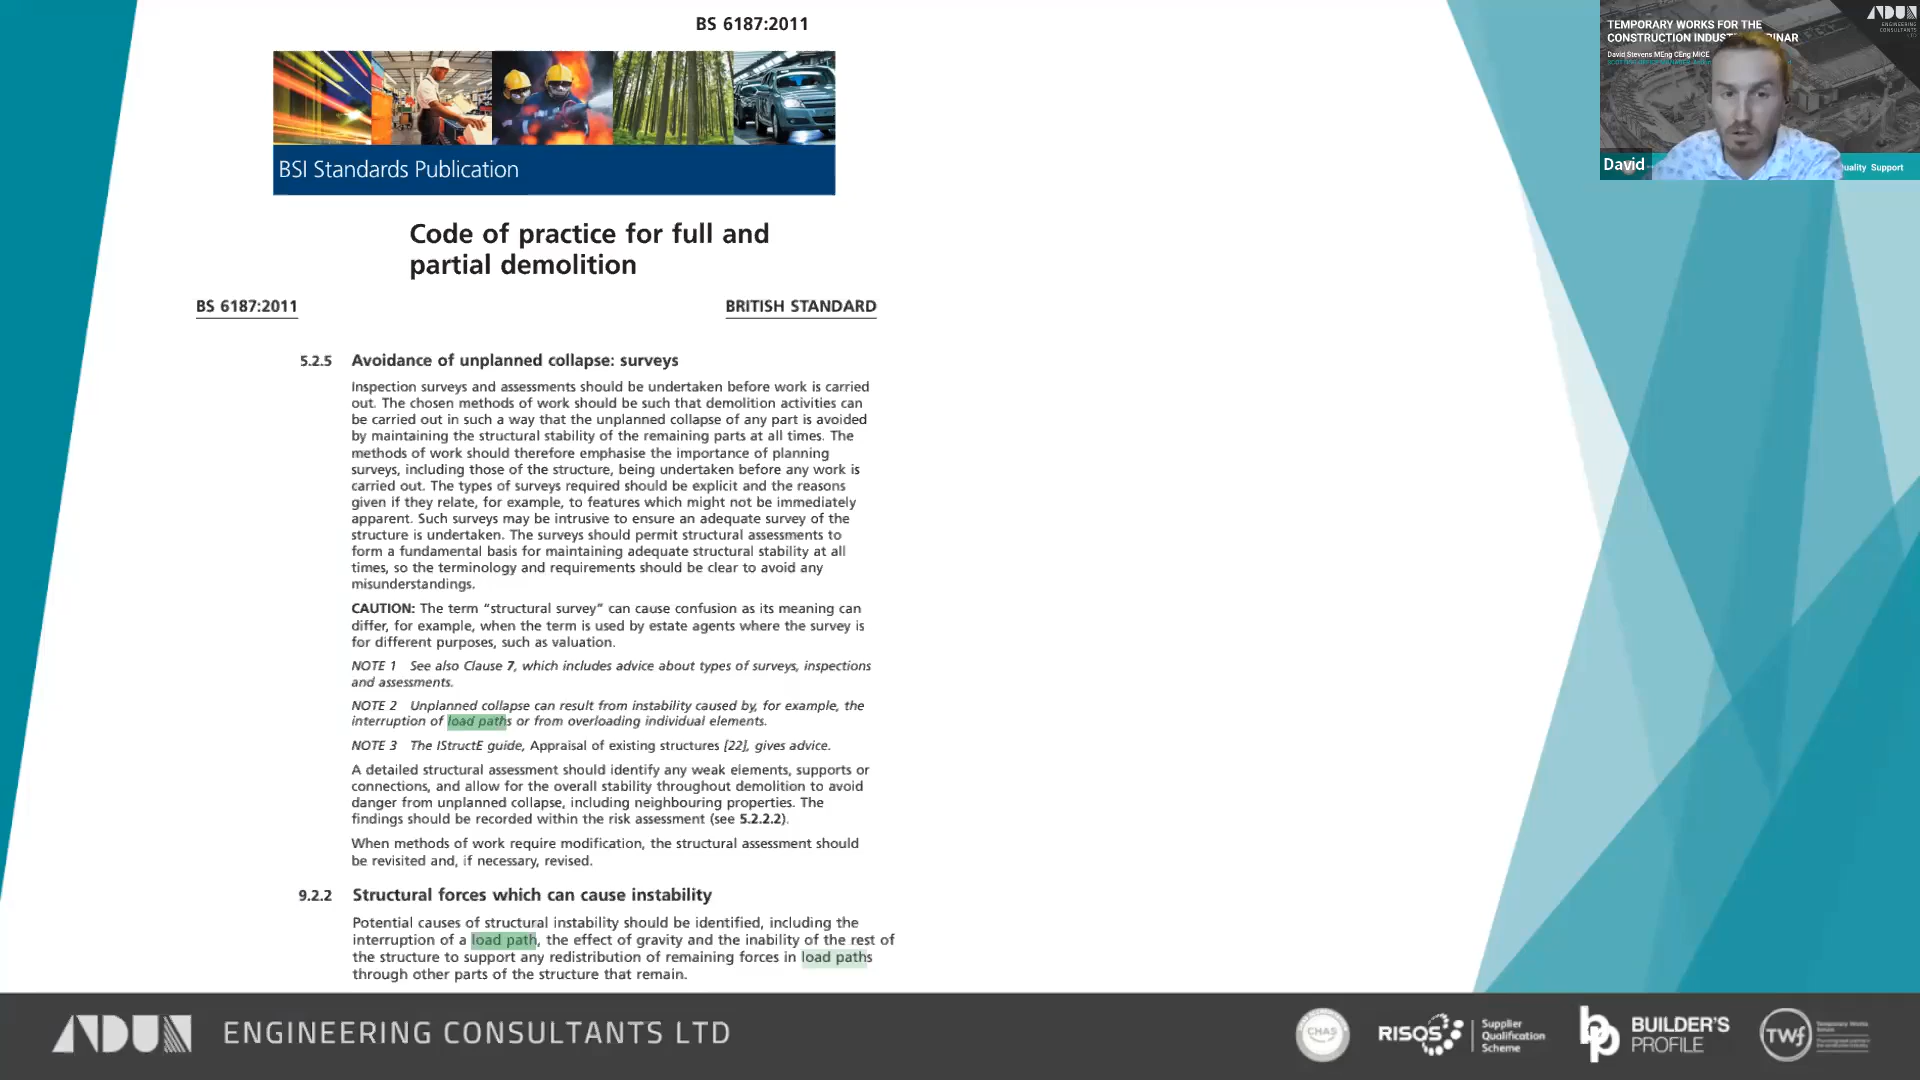 BS 6187:2011
BSI Standards Publication
Code of practice for full and
partial demolition
BS 6187:2011
BRITISH STANDARD
5.2.5 Avoidance of unplanned collapse: surveys
Inspection surveys and assessments should be undertaken before work is carried
out. The chosen methods of work should be such that demolition activities can
be carried out in such a way that the unplanned collapse of any part is avoided
by maintaining the structural stability of the remaining parts at all times. The
methods of work should therefore emphasise the importance of planning
surveys, including those of the structure, being undertaken before any work is
carried out. The types of surveys required should be explicit and the reasons
given if they relate, for example, to features which might not be immediately
apparent. Such surveys may be intrusive to ensure an adequate survey of the
structure is undertaken. The surveys should permit structural assessments to
form a fundamental basis for maintaining adequate structural stability at all
times, so the terminology and requirements should be clear to avoid any
misunderstandings.
CAUTION: The term "structural survey" can cause confusion as its meaning can
differ, for example, when the term is used by estate agents where the survey is
for different purposes, such as valuation.
NOTE 1 See also Clause 7, which includes advice about types of surveys, inspections
and assessments.
NOTE 2 Unplanned collapse can result from instability caused by, for example, the
interruption of load paths or from overloading individual elements.
NOTE 3 The IStructE guide, Appraisal of existing structures [22], gives advice.
A detailed structural assessment should identify any weak elements, supports or
connections, and allow for the overall stability throughout demolition to avoid
danger from unplanned collapse, including neighbouring properties. The
findings should be recorded within the risk assessment (see 5.2.2.2).
When methods of work require modification, the structural assessment should
be revisited and, if necessary, revised.
9.2.2 Structural forces which can cause instability
Potential causes of structural instability should be identified, including the
interruption of a load path, the effect of gravity and the inability of the rest of
the structure to support any redistribution of remaining forces in load paths
through other parts of the structure that remain.
TEMPORARY WORKS FOR THE
CONSTRUCTION
David Stevens MEng CEng MICE
ADUN
ENGINEERING
CONSULTANTS
LTD
David
Support
ADUN ENGINEERING CONSULTANTS LTD
CHAS
RISQS
Supplier
Qualification
Scheme
bp
BUILDER'S
PROFILE
TWf
Temporary Works